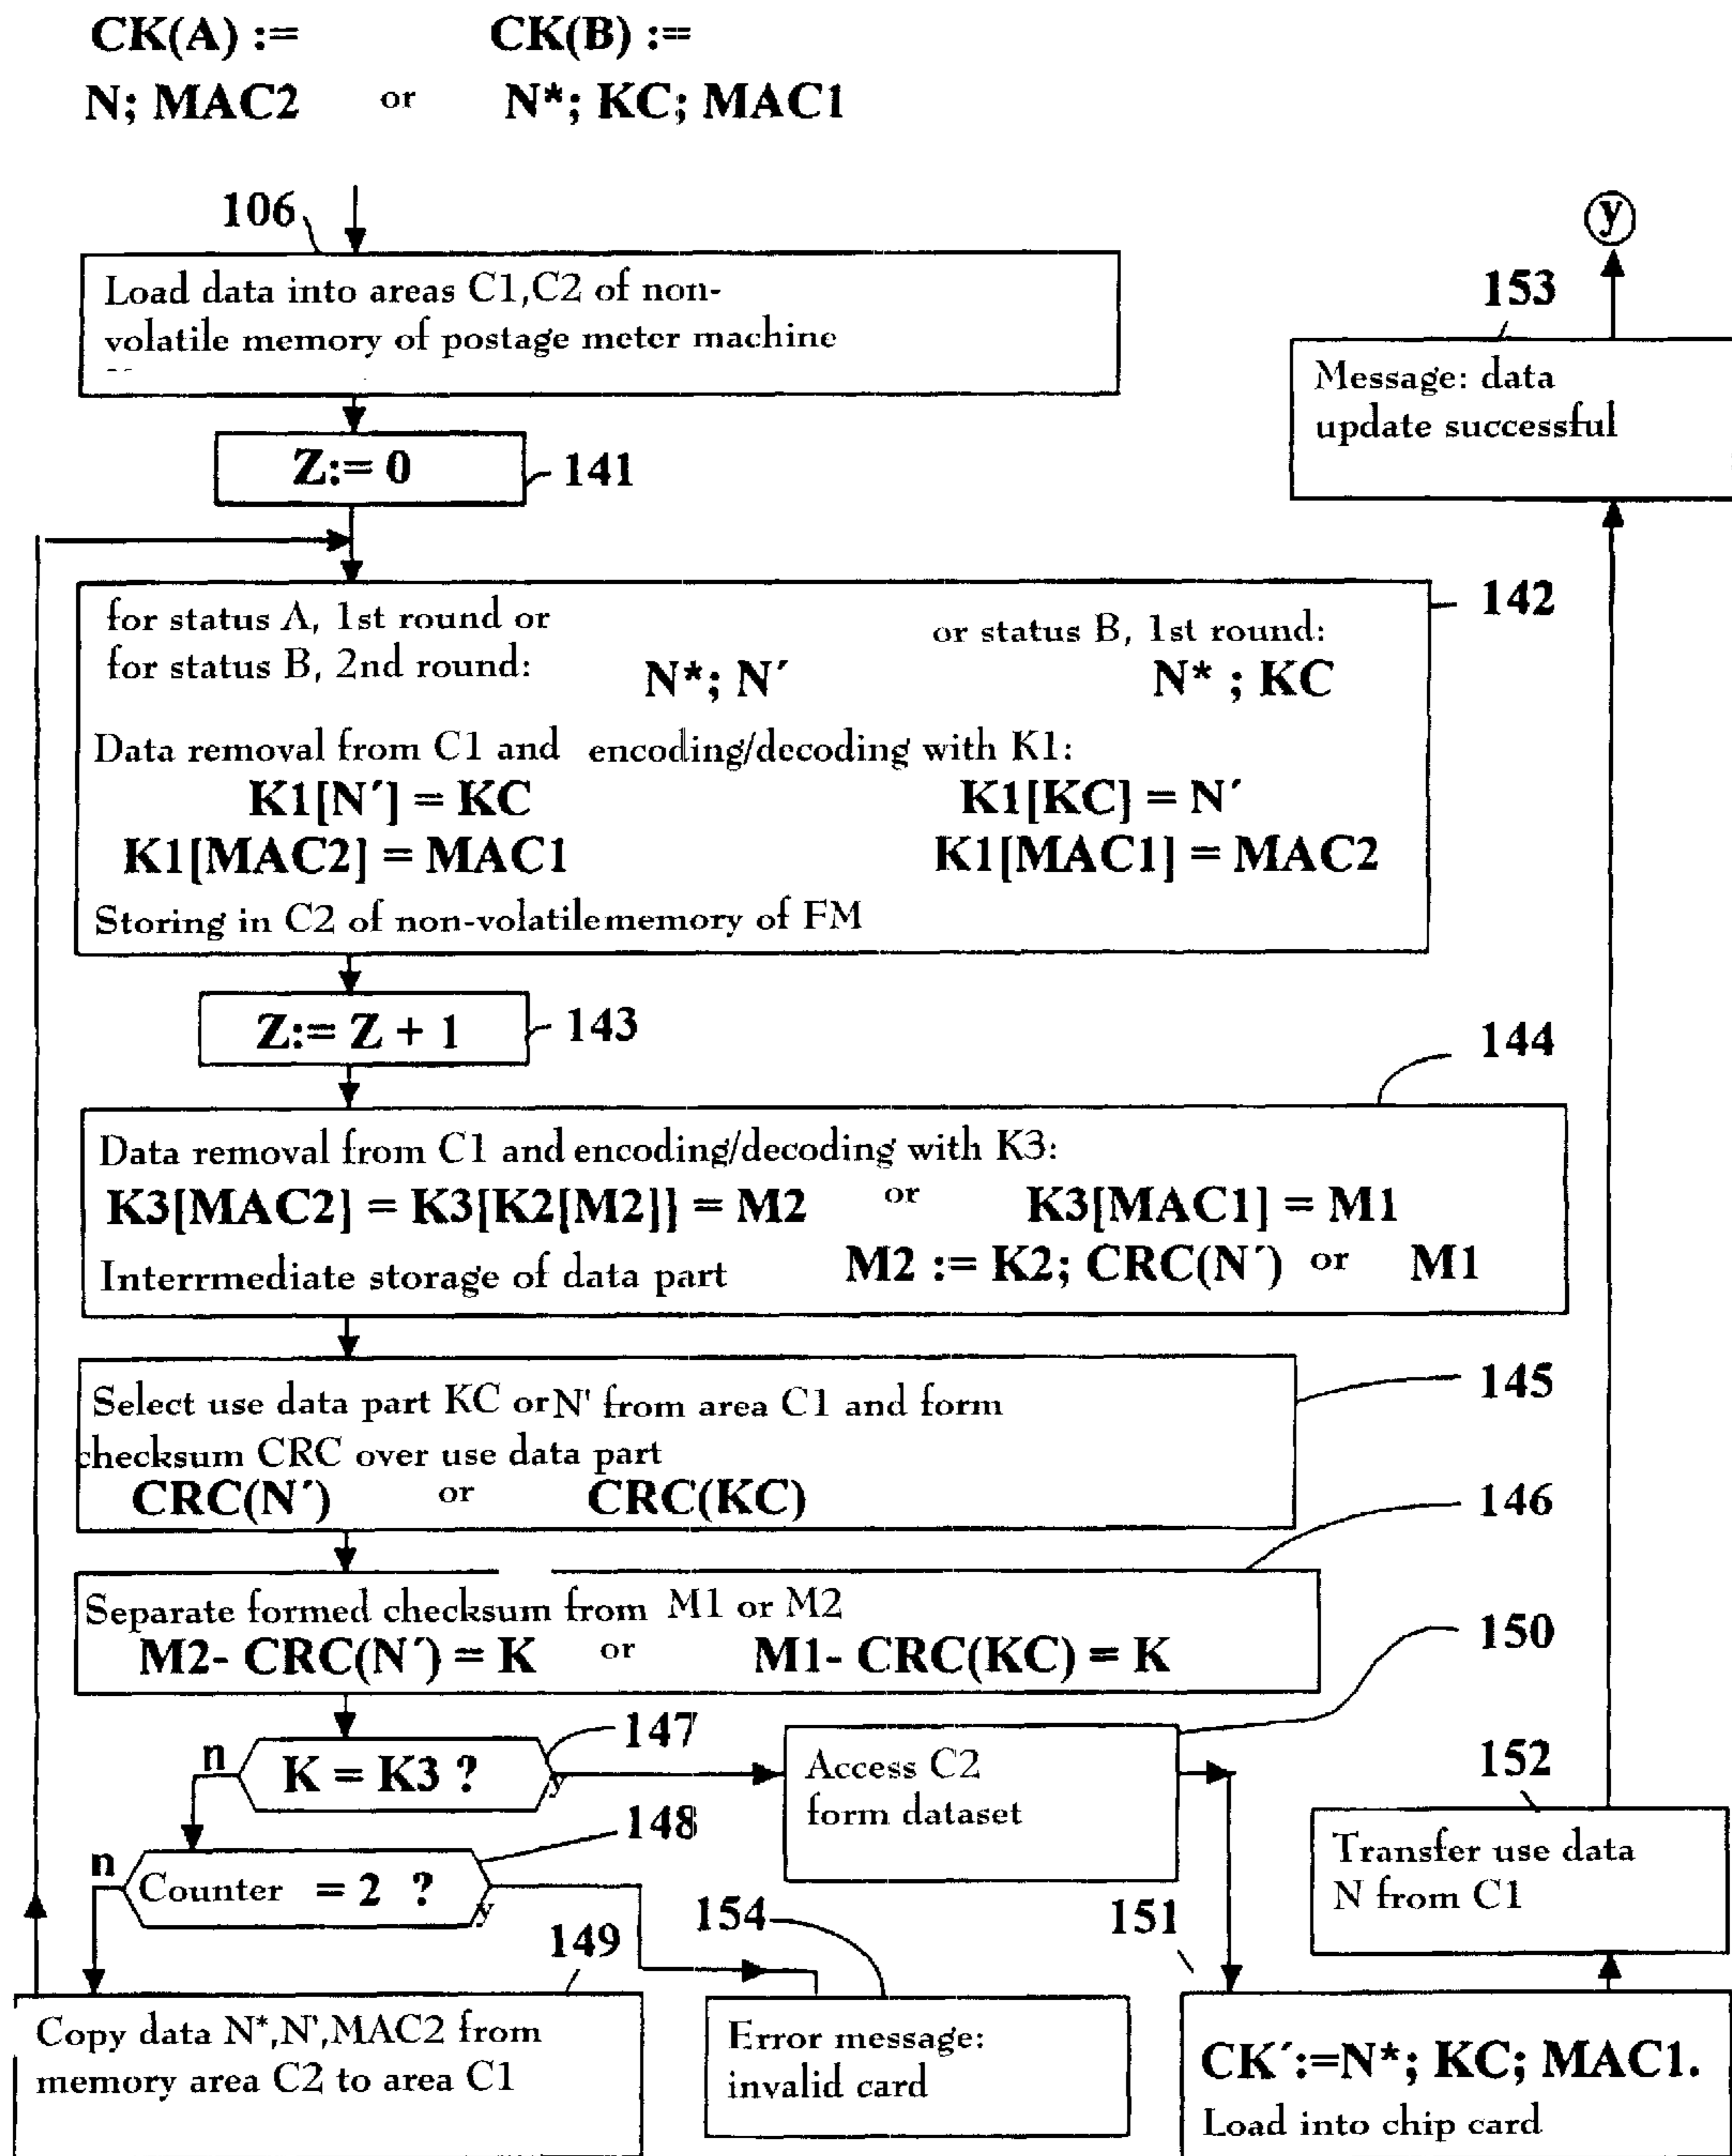 CK(A) := CK(B) :=
N; MAC2 or N*; KC; MAC1
106
Load data into areas C1,C2 of non-
volatile memory of postage meter machine
Z:= 0
141
for status A, 1st round or
for status B, 2nd round: N*; N´
or status B, 1st round:
N* ; KC
142
Data removal from C1 and encoding/decoding with K1:
K1[N´] = KC K1[KC] = N´
K1[MAC2] = MAC1 K1[MAC1] = MAC2
Storing in C2 of non-volatilememory of FM
Z:= Z + 1
143
144
Data removal from C1 and encoding/decoding with K3:
K3[MAC2] = K3[K2[M2]] = M2 or K3[MAC1] = M1
Interrmediate storage of data part M2 := K2; CRC(N´) or M1
145
Select use data part KC orN' from area C1 and form
checksum CRC over use data part
CRC(N´) or CRC(KC)
146
Separate formed checksum from M1 or M2
M2- CRC(N´) = K or M1- CRC(KC) = K
147
n K = K3 ? y
150
Access C2
form dataset
148
n Counter = 2 ? y
149
Copy data N*,N',MAC2 from
memory area C2 to area C1
154
Error message:
invalid card
151
CK´:=N*; KC; MAC1.
Load into chip card
152
Transfer use data
N from C1
153
Message: data
update successful
y